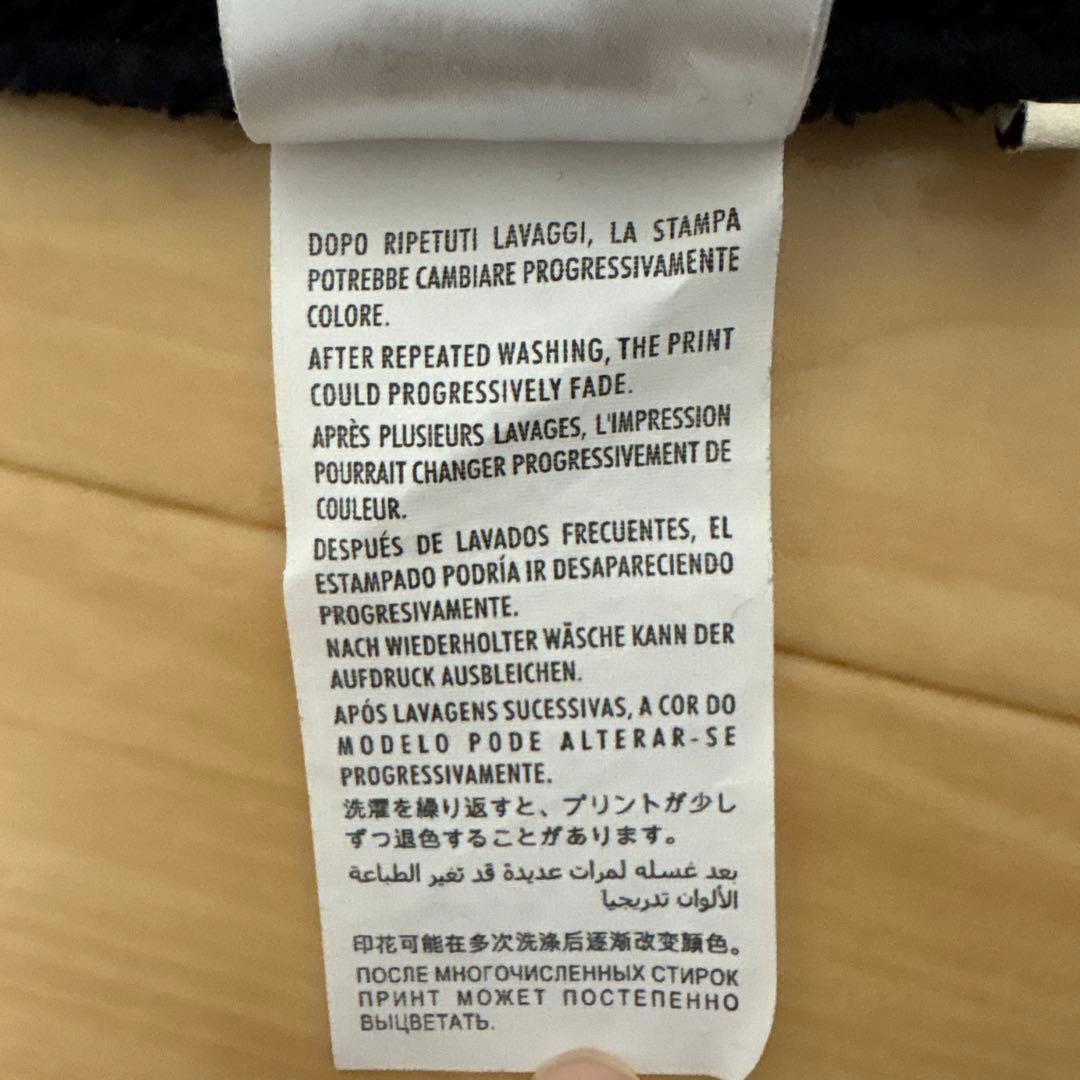 DOPO RIPETUTI LAVAGGI, LA STAMPA
POTREBBE CAMBIARE PROGRESSIVAMENTE
COLORE.
AFTER REPEATED WASHING, THE PRINT
COULD PROGRESSIVELY FADE.
APRÈS PLUSIEURS LAVAGES, L'IMPRESSION
POURRAIT CHANGER PROGRESSIVEMENT DE
COULEUR.
DESPUÉS DE LAVADOS FRECUENTES, EL
ESTAMPADO PODRÍA IR DESAPARECIENDO
PROGRESIVAMENTE.
NACH WIEDERHOLTER WÄSCHE KANN DER
AUFDRUCK AUSBLEICHEN.
APÓS LAVAGENS SUCESSIVAS, A COR DO
MODELO PODE ALTERAR-SE
PROGRESSIVAMENTE.
洗濯を繰り返すと、プリントが少し
ずつ退色することがあります。
بعد غسله لمرات عديدة قد تغير الطباعة
الألوان تدريجيا
印花可能在多次洗涤后逐渐改变顏色。
ПОСЛЕ МНОГОЧИСЛЕННЫХ СТИРОК
ПРИНТ МОЖЕТ ПОСТЕПЕННО
ВЫЦВЕТАТЬ.